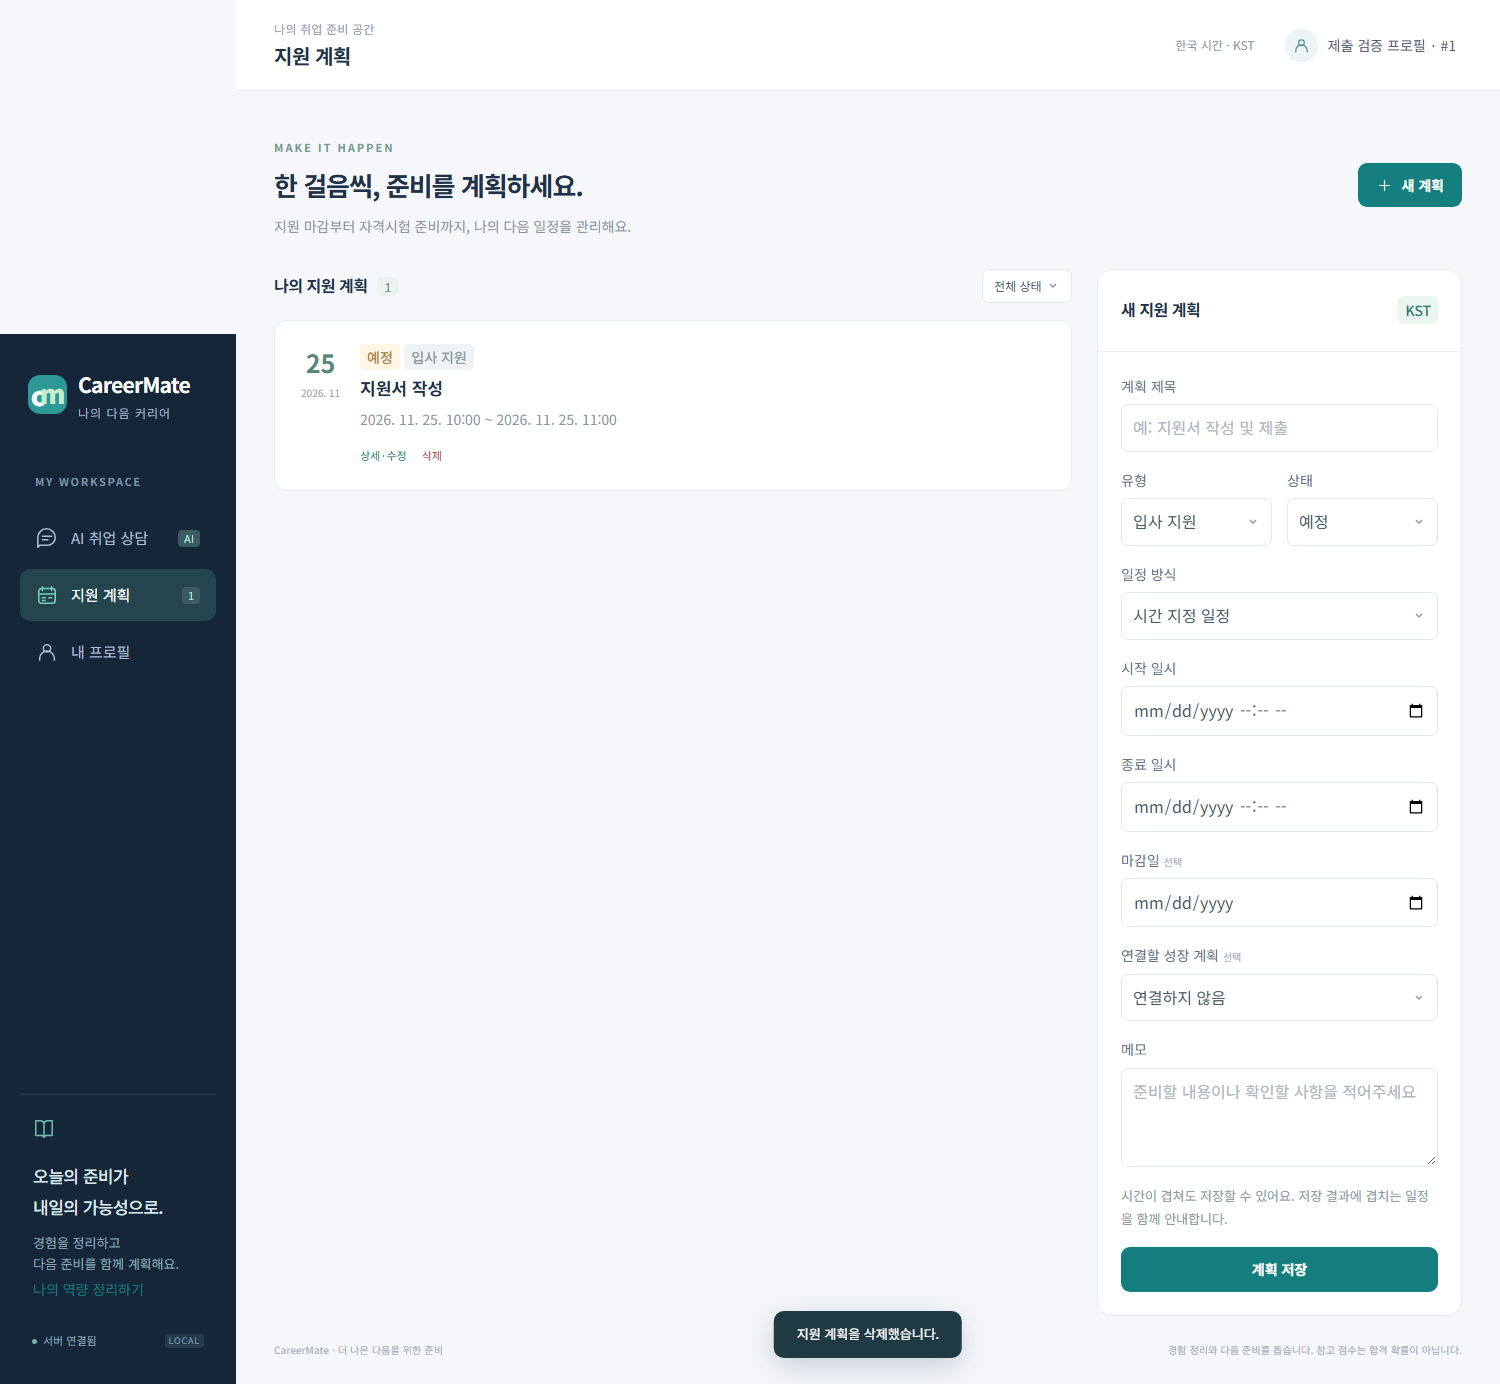 나의 취업 준비 공간
지원 계획
한국 시간 · KST
제출 검증 프로필 · #1
MAKE IT HAPPEN
한 걸음씩, 준비를 계획하세요.
지원 마감부터 자격시험 준비까지, 나의 다음 일정을 관리해요.
새 계획
나의 지원 계획 1
전체 상태
25
2026. 11
예정 입사 지원
지원서 작성
2026. 11. 25. 10:00 ~ 2026. 11. 25. 11:00
상세·수정 삭제
새 지원 계획
KST
계획 제목
예: 지원서 작성 및 제출
유형 상태
입사 지원 예정
일정 방식
시간 지정 일정
시작 일시
mm/dd/yyyy --:-- --
종료 일시
mm/dd/yyyy --:-- --
마감일 선택
mm/dd/yyyy
연결할 성장 계획 선택
연결하지 않음
메모
준비할 내용이나 확인할 사항을 적어주세요
시간이 겹쳐도 저장할 수 있어요. 저장 결과에 겹치는 일정
을 함께 안내합니다.
계획 저장
cm
CareerMate
나의 다음 커리어
MY WORKSPACE
AI 취업 상담 AI
지원 계획 1
내 프로필
오늘의 준비가
내일의 가능성으로.
경험을 정리하고
다음 준비를 함께 계획해요.
나의 역량 정리하기
서버 연결됨 LOCAL
지원 계획을 삭제했습니다.
CareerMate · 더 나은 다음을 위한 준비
경험 정리와 다음 준비를 돕습니다. 참고 점수는 합격 확률이 아닙니다.